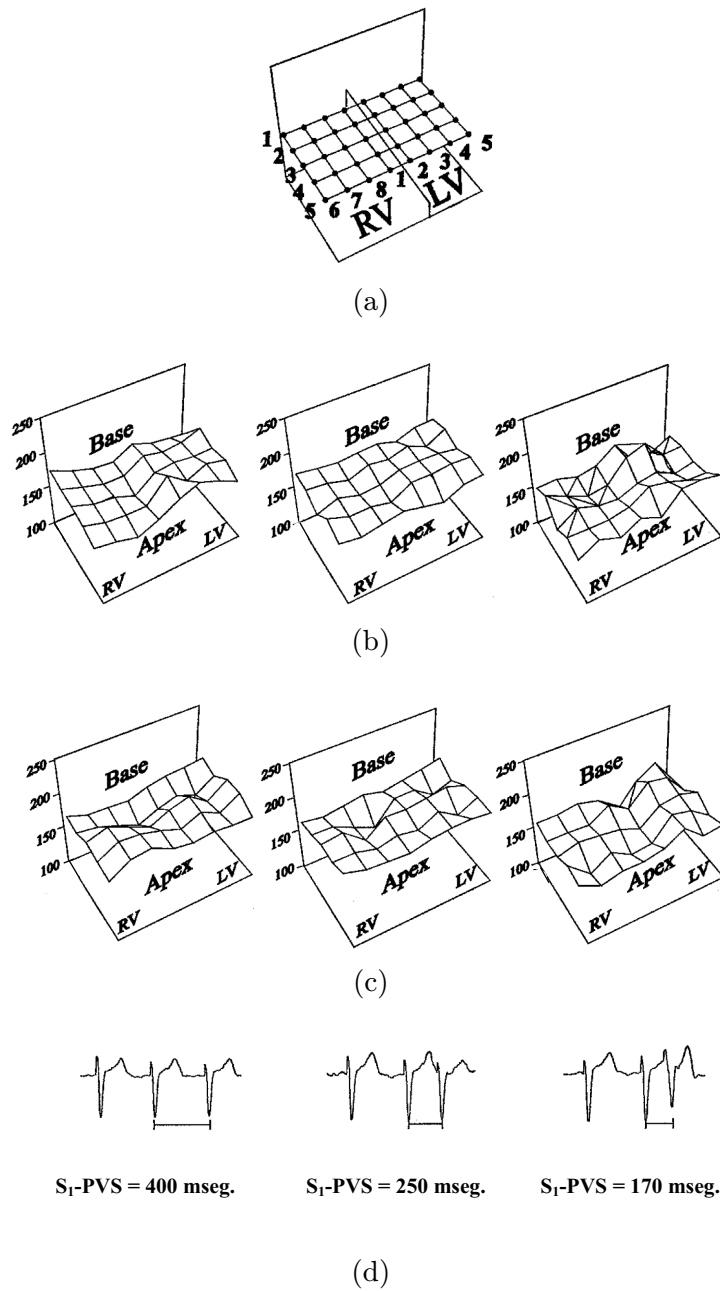 1 2 3 4 5 6 7 8 1 2 3 4 5
RV LV
(a)
250 200 150 100 Base Apex RV LV
250 200 150 100 Base Apex RV LV
250 200 150 100 Base Apex RV LV
(b)
250 200 150 100 Base Apex RV LV
250 200 150 100 Base Apex RV LV
250 200 150 100 Base Apex RV LV
(c)
S₁-PVS = 400 mseg. S₁-PVS = 250 mseg. S₁-PVS = 170 mseg.
(d)